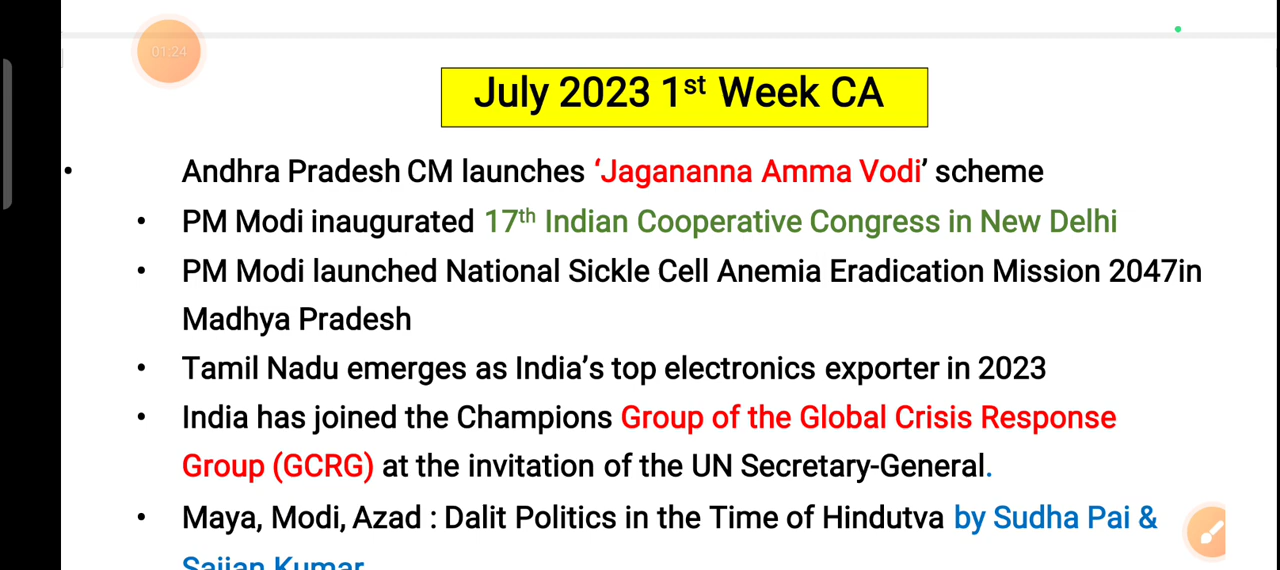 01:24
July 2023 1st Week CA
• Andhra Pradesh CM launches ‘Jagananna Amma Vodi’ scheme
• PM Modi inaugurated 17th Indian Cooperative Congress in New Delhi
• PM Modi launched National Sickle Cell Anemia Eradication Mission 2047in
Madhya Pradesh
• Tamil Nadu emerges as India’s top electronics exporter in 2023
• India has joined the Champions Group of the Global Crisis Response
Group (GCRG) at the invitation of the UN Secretary-General.
• Maya, Modi, Azad : Dalit Politics in the Time of Hindutva by Sudha Pai &
Sajjan Kumar